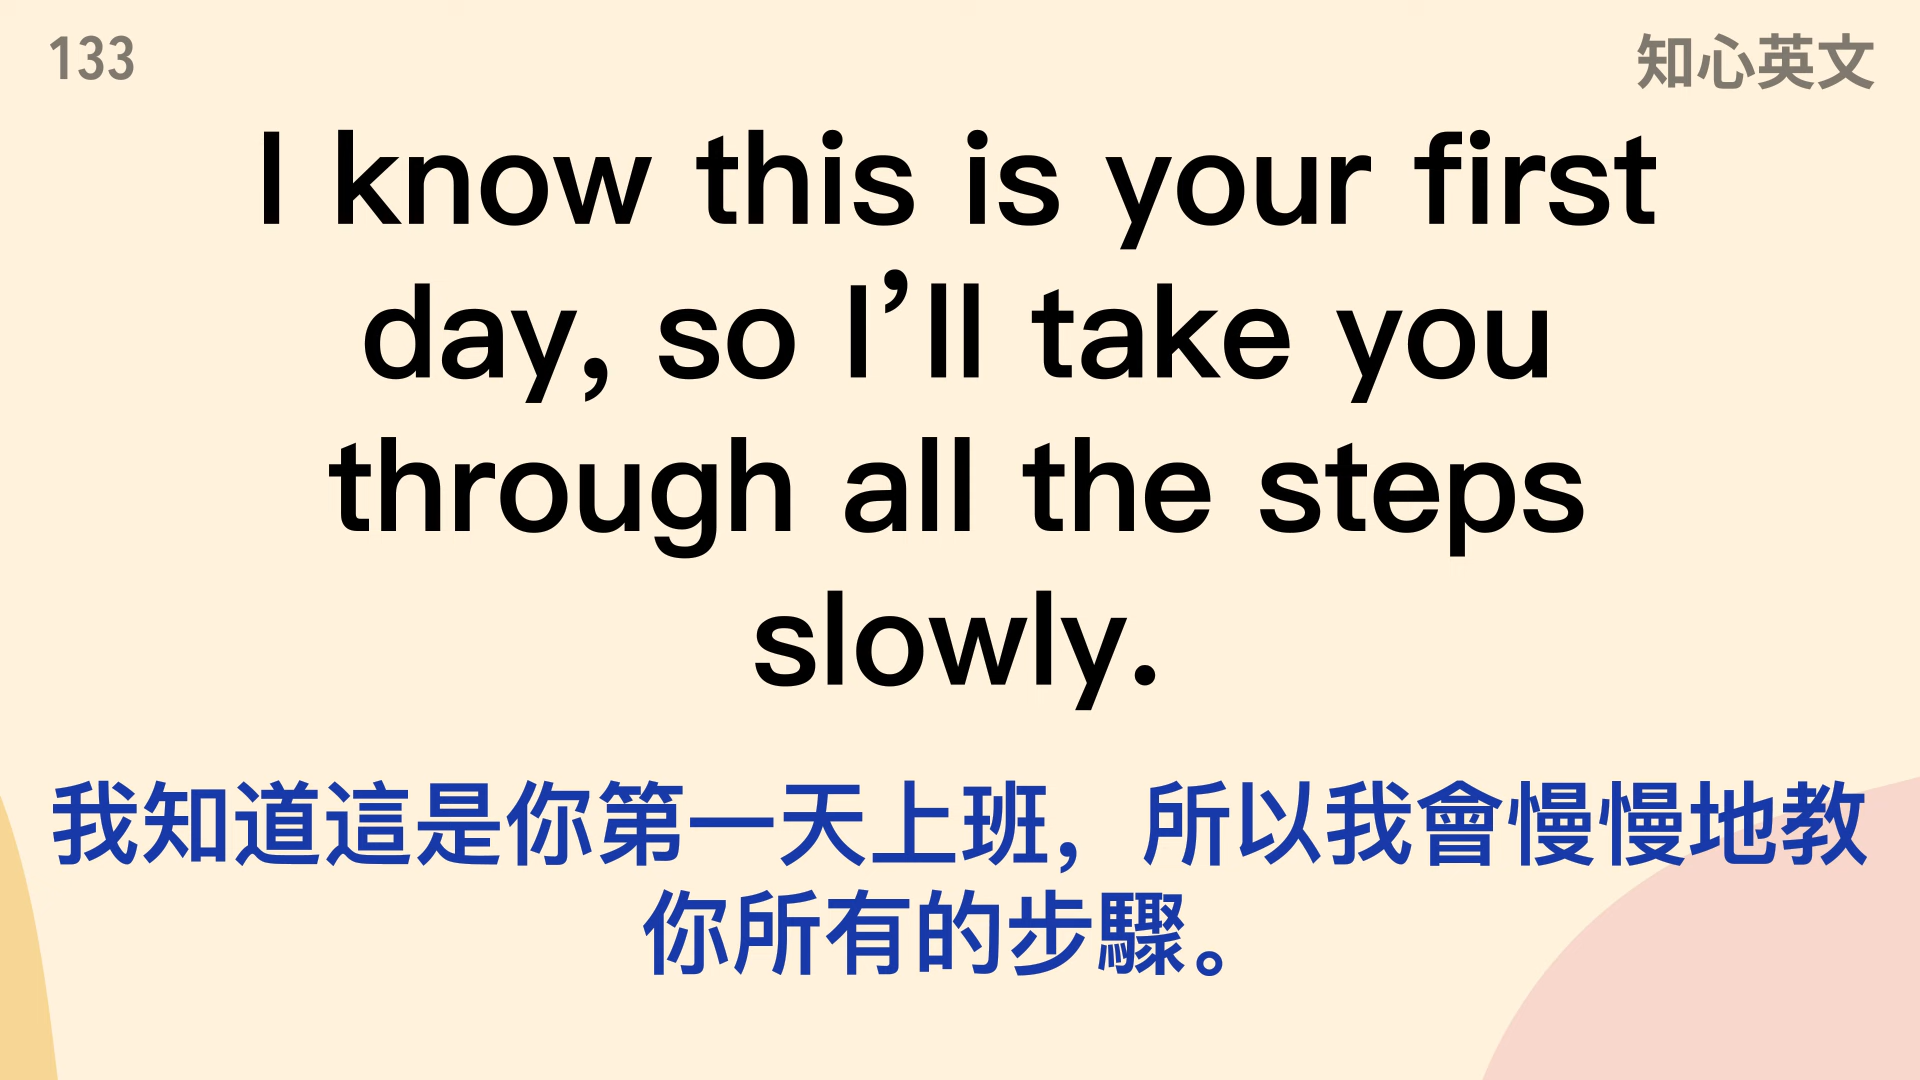 133
知心英文
I know this is your first
day, so I’ll take you
through all the steps
slowly.
我知道這是你第一天上班，所以我會慢慢地教
你所有的步驟。